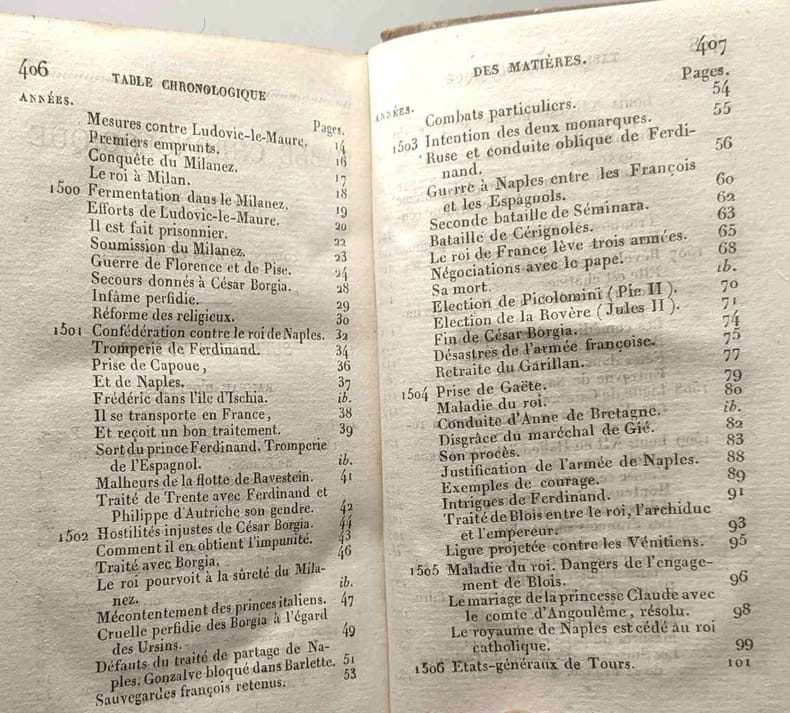 406 TABLE CHRONOLOGIQUE
ANNÉES. Pages.
Mesures contre Ludovic-le-Maure. 14
Premiers emprunts. 16
Conquête du Milanez. 17
Le roi à Milan. 18
1500 Fermentation dans le Milanez. 19
Efforts de Ludovic-le-Maure. 20
Il est fait prisonnier. 22
Soumission du Milanez. 23
Guerre de Florence et de Pise. 24
Secours donnés à César Borgia. 28
Infâme perfidie. 29
Réforme des religieux. 30
1501 Confédération contre le roi de Naples. 32
Tromperie de Ferdinand. 34
Prise de Capoue, 36
Et de Naples. 37
Frédéric dans l'île d'Ischia. ib.
Il se transporte en France, 38
Et reçoit un bon traitement. 39
Sort du prince Ferdinand. Tromperie
de l'Espagnol. ib.
Malheurs de la flotte de Ravestein. 41
Traité de Trente avec Ferdinand et
Philippe d'Autriche son gendre. 42
1502 Hostilités injustes de César Borgia. 44
Comment il en obtient l'impunité. 43
Traité avec Borgia. 46
Le roi pourvoit à la sûreté du Mila-
nez. ib.
Mécontentement des princes italiens. 47
Cruelle perfidie des Borgia à l'égard
des Ursins. 49
Défauts du traité de partage de Na-
ples. Gonzalve bloqué dans Barlette. 51
Sauvegardes françois retenus. 53
DES MATIÈRES. 407
ANNÉES. Pages.
Combats particuliers. 54
1503 Intention des deux monarques. 55
Ruse et conduite oblique de Ferdi-
nand. 56
Guerre à Naples entre les François
et les Espagnols. 60
Seconde bataille de Séminara. 62
Bataille de Cérignoles. 63
Le roi de France lève trois armées. 65
Négociations avec le pape. 68
Sa mort. ib.
Election de Picolomini (Pie II). 70
Election de la Rovère (Jules II). 71
Fin de César Borgia. 74
Désastres de l'armée françoise. 75
Retraite du Garillan. 77
1504 Prise de Gaëte. 79
Maladie du roi. 80
Conduite d'Anne de Bretagne. ib.
Disgrâce du maréchal de Gié. 82
Son procès. 83
Justification de l'armée de Naples. 88
Exemples de courage. 89
Intrigues de Ferdinand. 91
Traité de Blois entre le roi, l'archiduc
et l'empereur. 93
Ligue projetée contre les Vénitiens. 95
1505 Maladie du roi. Dangers de l'engage-
ment de Blois. 96
Le mariage de la princesse Claude avec
le comte d'Angoulême, résolu. 98
Le royaume de Naples est cédé au roi
catholique. 99
1506 Etats-généraux de Tours. 101